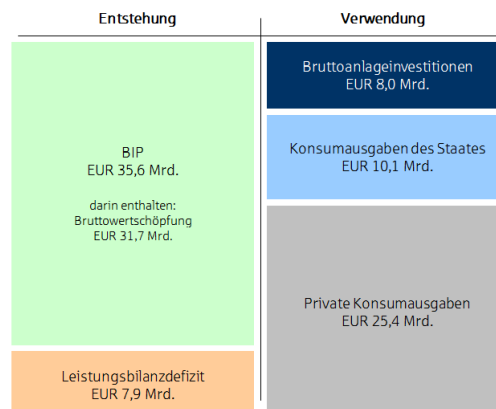 Entstehung
Verwendung
BIP
EUR 35,6 Mrd.
darin enthalten:
Bruttowertschöpfung
EUR 31,7 Mrd.
Leistungsbilanzdefizit
EUR 7,9 Mrd.
Bruttoanlageinvestitionen
EUR 8,0 Mrd.
Konsumausgaben des Staates
EUR 10,1 Mrd.
Private Konsumausgaben
EUR 25,4 Mrd.